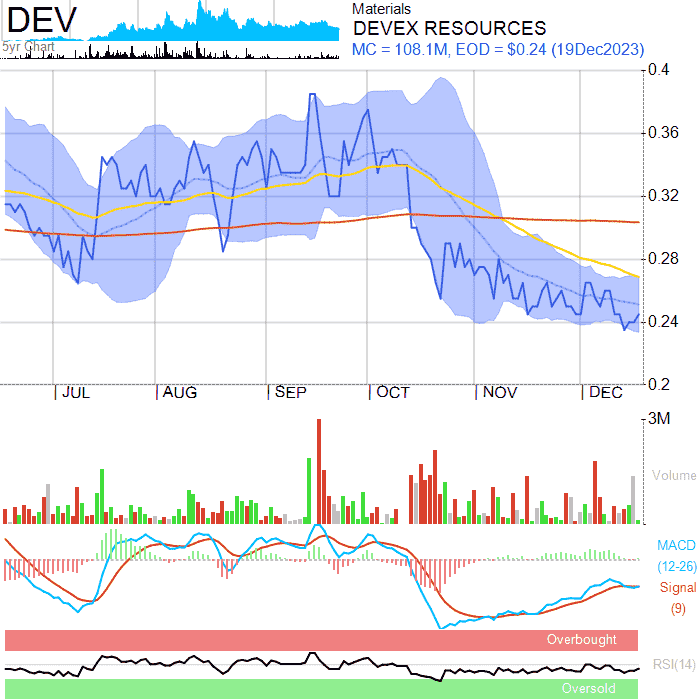 DEV
5yr Chart
Materials
DEVEX RESOURCES
MC = 108.1M, EOD = $0.24 (19Dec2023)
0.4
0.36
0.32
0.28
0.24
0.2
JUL AUG SEP OCT NOV DEC
3M
Volume
MACD
(12-26)
Signal
(9)
Overbought
RSI(14)
Oversold